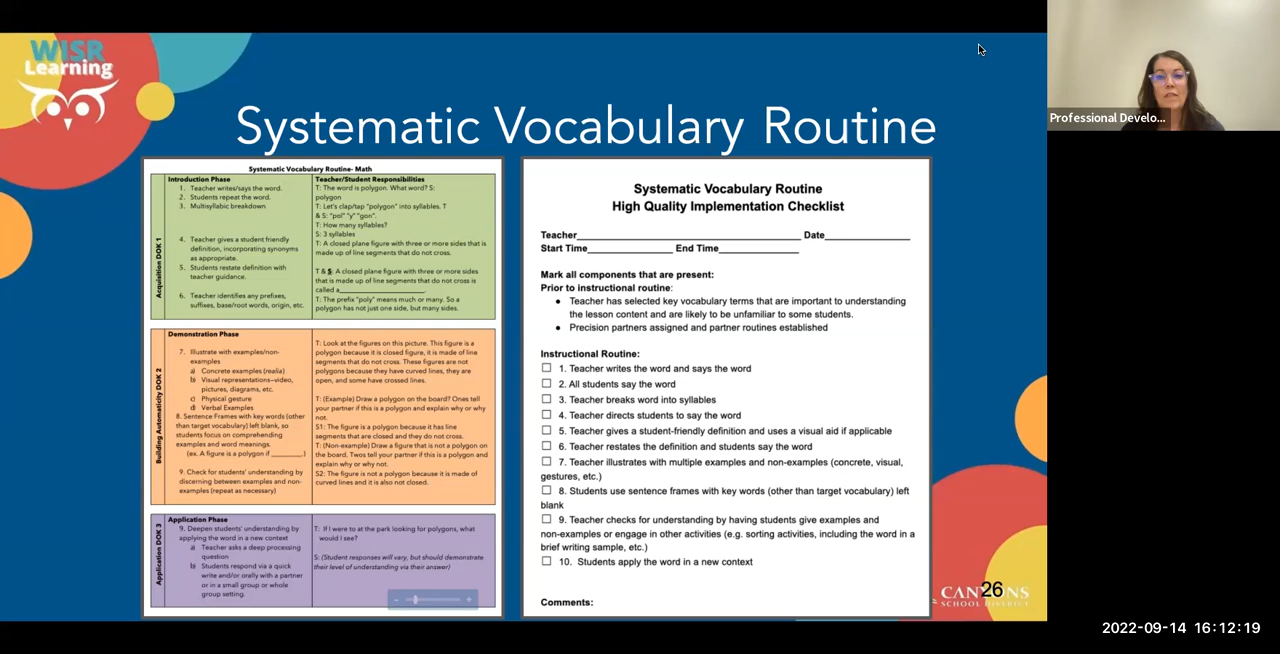 WISR
Learning
Systematic Vocabulary Routine
Systematic Vocabulary Routine- Math
Introduction Phase
1. Teacher writes/says the word.
2. Students repeat the word.
3. Multisyllabic breakdown
4. Teacher gives a student friendly
definition, incorporating synonyms
as appropriate.
5. Students restate definition with
teacher guidance.
6. Teacher identifies any prefixes,
suffixes, base/root words, origin, etc.
Acquisition DOK 1
Teacher/Student Responsibilities
T: The word is polygon. What word? S:
polygon
T: Let's clap/tap "polygon" into syllables. T
& S: "pol" "y" "gon".
T: How many syllables?
S: 3 syllables
T: A closed plane figure with three or more sides that is
made up of line segments that do not cross.
T & S: A closed plane figure with three or more sides
that is made up of line segments that do not cross is
called a____________________.
T: The prefix "poly" means much or many. So a
polygon has not just one side, but many sides.
Demonstration Phase
7. Illustrate with examples/non-
examples
a) Concrete examples (realia)
b) Visual representations–video,
pictures, diagrams, etc.
c) Physical gesture
d) Verbal Examples
8. Sentence Frames with key words (other
than target vocabulary) left blank, so
students focus on comprehending
examples and word meanings.
(ex. A figure is a polygon if ________.)
9. Check for students' understanding by
discerning between examples and non-
examples (repeat as necessary)
Building Automaticity DOK 2
T: Look at the figures on this picture. This figure is a
polygon because it is closed figure, it is made of line
segments that do not cross. These figures are not
polygons because they have curved lines, they are
open, and some have crossed lines.
T: (Example) Draw a polygon on the board? Ones tell
your partner if this is a polygon and explain why or why
not.
S1: The figure is a polygon because it has line
segments that are closed and they do not cross.
T: (Non-example) Draw a figure that is not a polygon on
the board. Twos tell your partner if this is a polygon and
explain why or why not.
S2: The figure is not a polygon because it is made of
curved lines and it is also not closed.
Application Phase
9. Deepen students' understanding by
applying the word in a new context
a) Teacher asks a deep processing
question
b) Students respond via a quick
write and/or orally with a partner
or in a small group or whole
group setting.
Application DOK 3
T: If I were to at the park looking for polygons, what
would I see?
S: (Student responses will vary, but should demonstrate
their level of understanding via their answer)
Systematic Vocabulary Routine
High Quality Implementation Checklist
Teacher____________________ Date____________
Start Time____________ End Time____________
Mark all components that are present:
Prior to instructional routine:
• Teacher has selected key vocabulary terms that are important to understanding
the lesson content and are likely to be unfamiliar to some students.
• Precision partners assigned and partner routines established
Instructional Routine:
☐ 1. Teacher writes the word and says the word
☐ 2. All students say the word
☐ 3. Teacher breaks word into syllables
☐ 4. Teacher directs students to say the word
☐ 5. Teacher gives a student-friendly definition and uses a visual aid if applicable
☐ 6. Teacher restates the definition and students say the word
☐ 7. Teacher illustrates with multiple examples and non-examples (concrete, visual,
gestures, etc.)
☐ 8. Students use sentence frames with key words (other than target vocabulary) left
blank
☐ 9. Teacher checks for understanding by having students give examples and
non-examples or engage in other activities (e.g. sorting activities, including the word in a
brief writing sample, etc.)
☐ 10. Students apply the word in a new context
Comments:
26
SCHOOL DISTRICT
Professional Develo...
2022-09-14 16:12:19